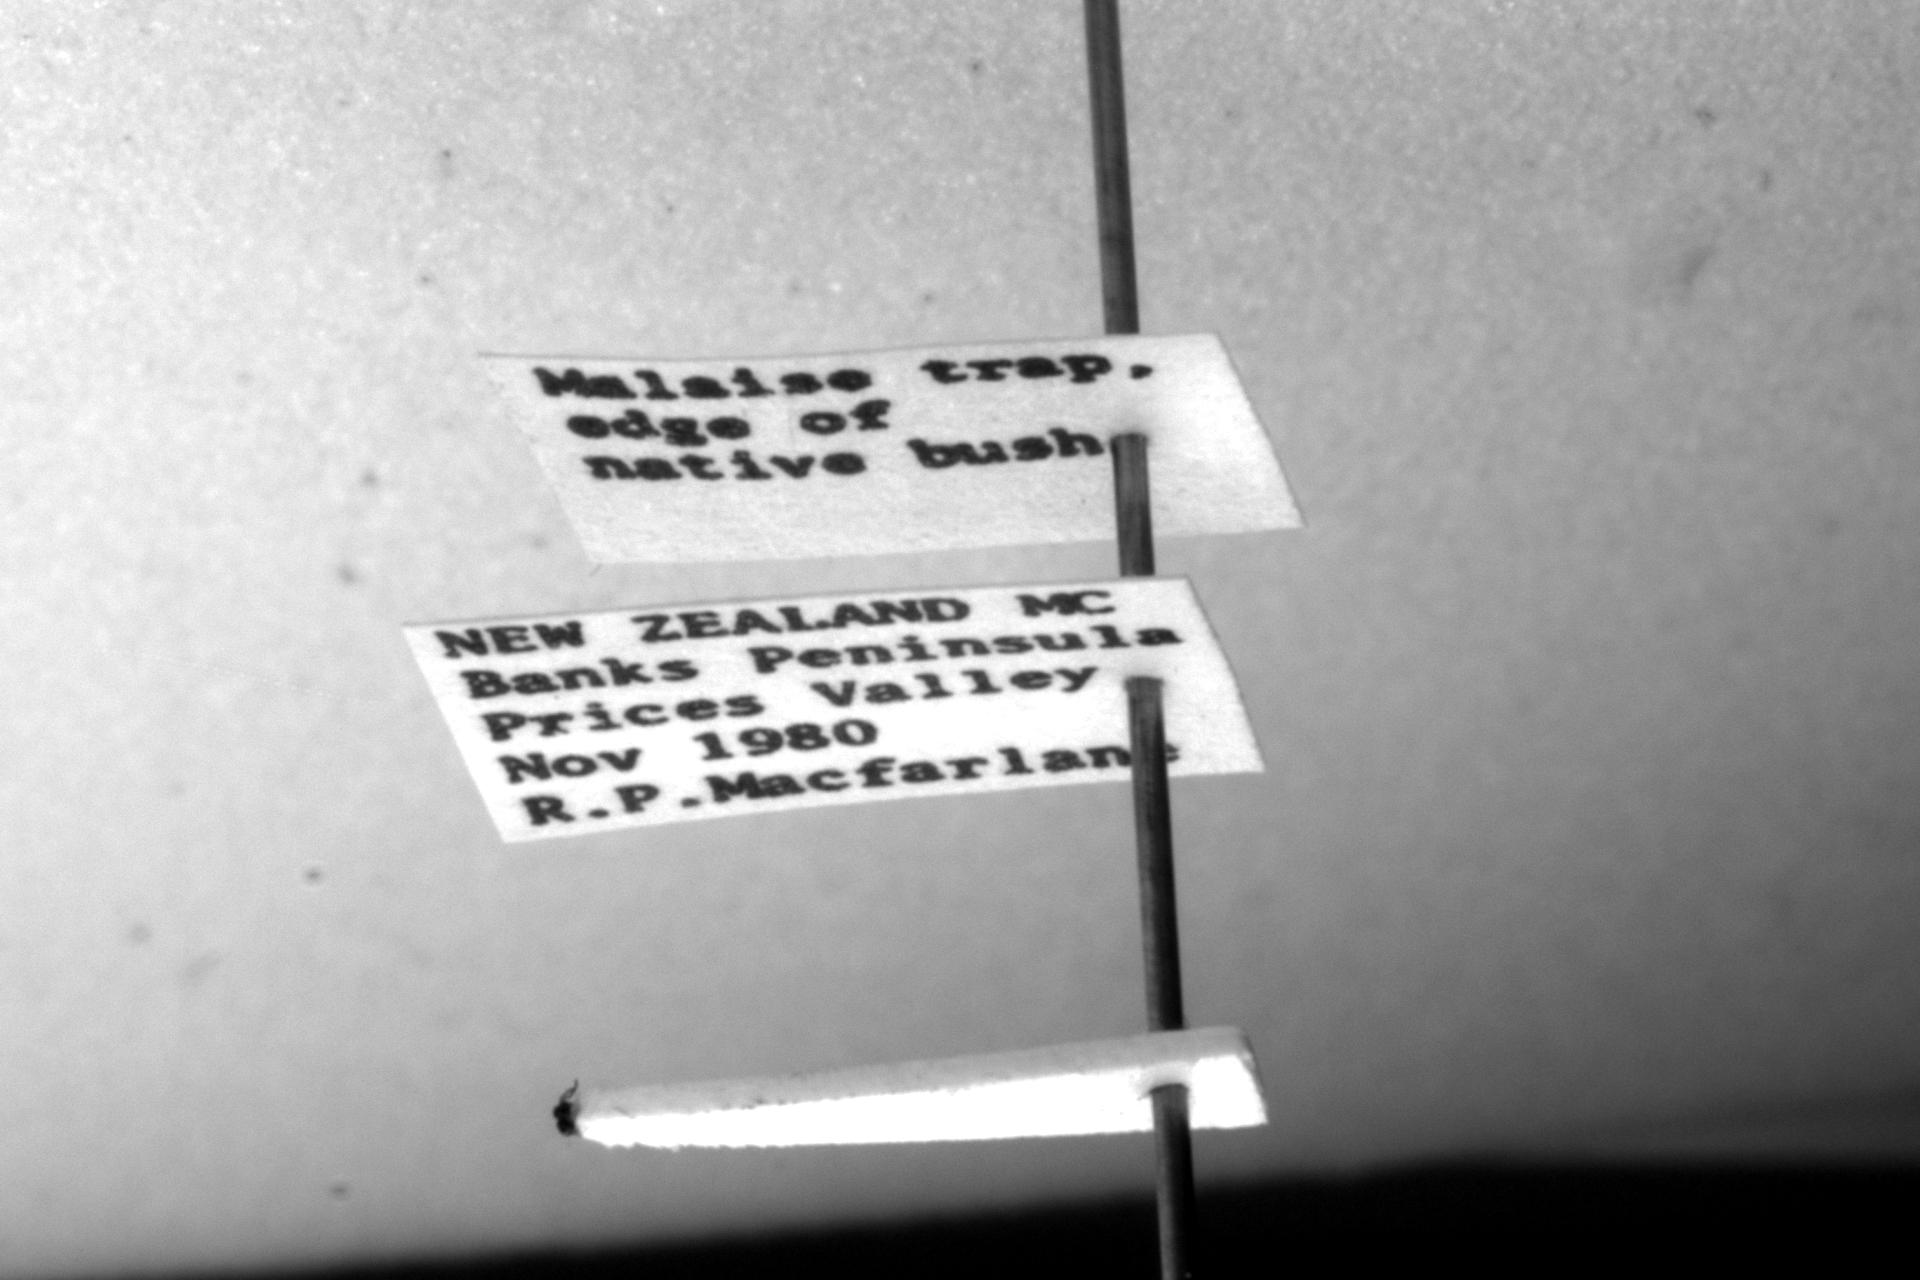 Malaise trap,
edge of
native bush
NEW ZEALAND MC
Banks Peninsula
Prices Valley
Nov 1980
R.P.Macfarlane